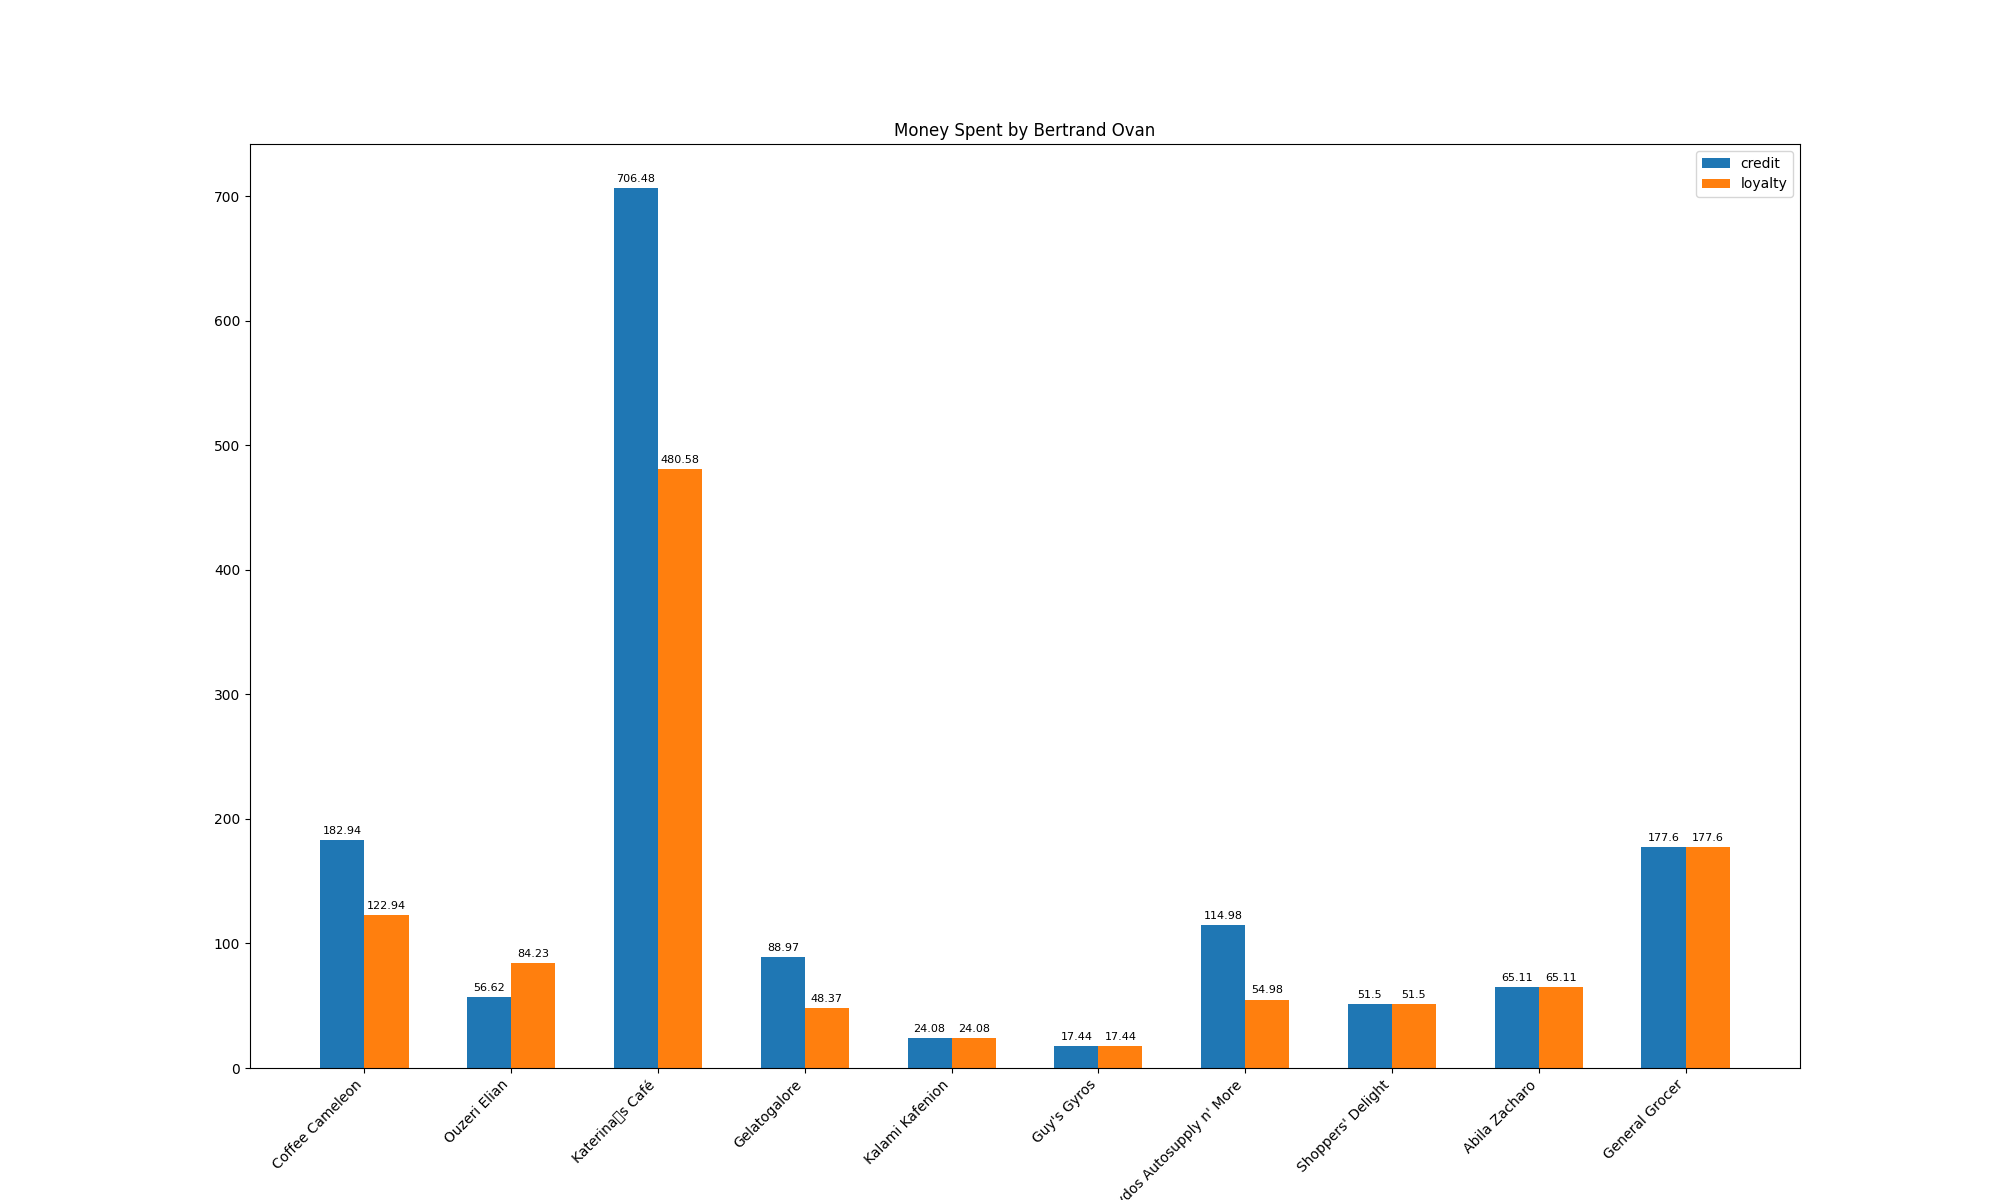 Money Spent by Bertrand Ovan
credit
loyalty
700
600
500
400
300
200
100
0
182.94
122.94
56.62
84.23
706.48
480.58
88.97
48.37
24.08
24.08
17.44
17.44
114.98
54.98
51.5
51.5
65.11
65.11
177.6
177.6
Coffee Cameleon
Ouzeri Elian
Katerina▯s Café
Gelatogalore
Kalami Kafenion
Guy's Gyros
Autosupply n' More
Shoppers' Delight
Abila Zacharo
General Grocer